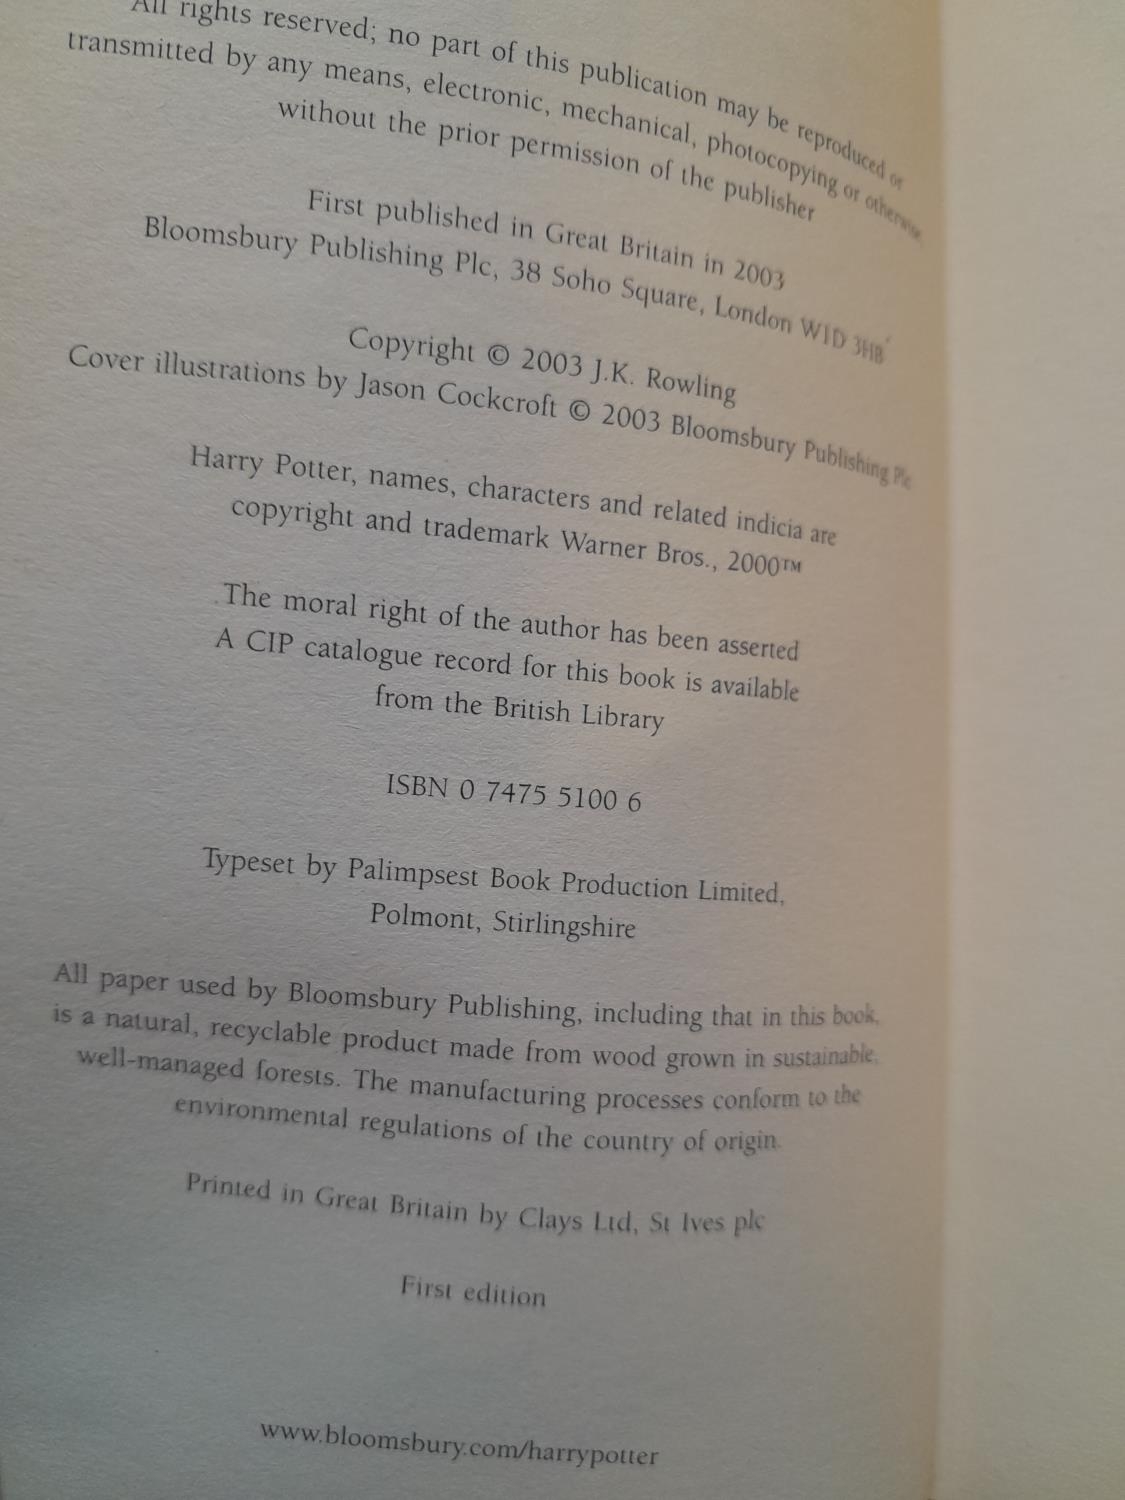 All rights reserved; no part of this publication may be reproduced or
transmitted by any means, electronic, mechanical, photocopying or otherwise
without the prior permission of the publisher
First published in Great Britain in 2003
Bloomsbury Publishing Plc, 38 Soho Square, London W1D 3HB
Copyright © 2003 J.K. Rowling
Cover illustrations by Jason Cockcroft © 2003 Bloomsbury Publishing Plc
Harry Potter, names, characters and related indicia are
copyright and trademark Warner Bros., 2000™
The moral right of the author has been asserted
A CIP catalogue record for this book is available
from the British Library
ISBN 0 7475 5100 6
Typeset by Palimpsest Book Production Limited,
Polmont, Stirlingshire
All paper used by Bloomsbury Publishing, including that in this book,
is a natural, recyclable product made from wood grown in sustainable,
well-managed forests. The manufacturing processes conform to the
environmental regulations of the country of origin.
Printed in Great Britain by Clays Ltd, St Ives plc
First edition
www.bloomsbury.com/harrypotter